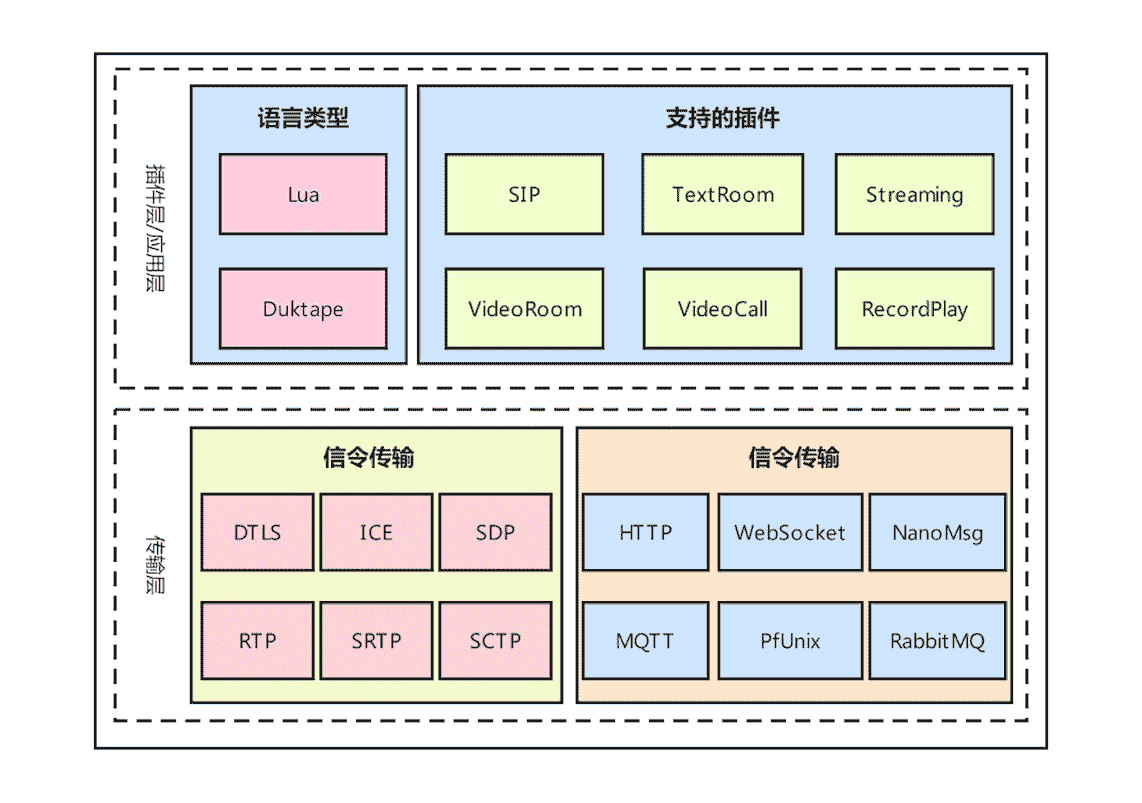 插件层/应用层
语言类型
Lua
Duktape
支持的插件
SIP
TextRoom
Streaming
VideoRoom
VideoCall
RecordPlay
传输层
信令传输
DTLS
ICE
SDP
RTP
SRTP
SCTP
信令传输
HTTP
WebSocket
NanoMsg
MQTT
PfUnix
RabbitMQ